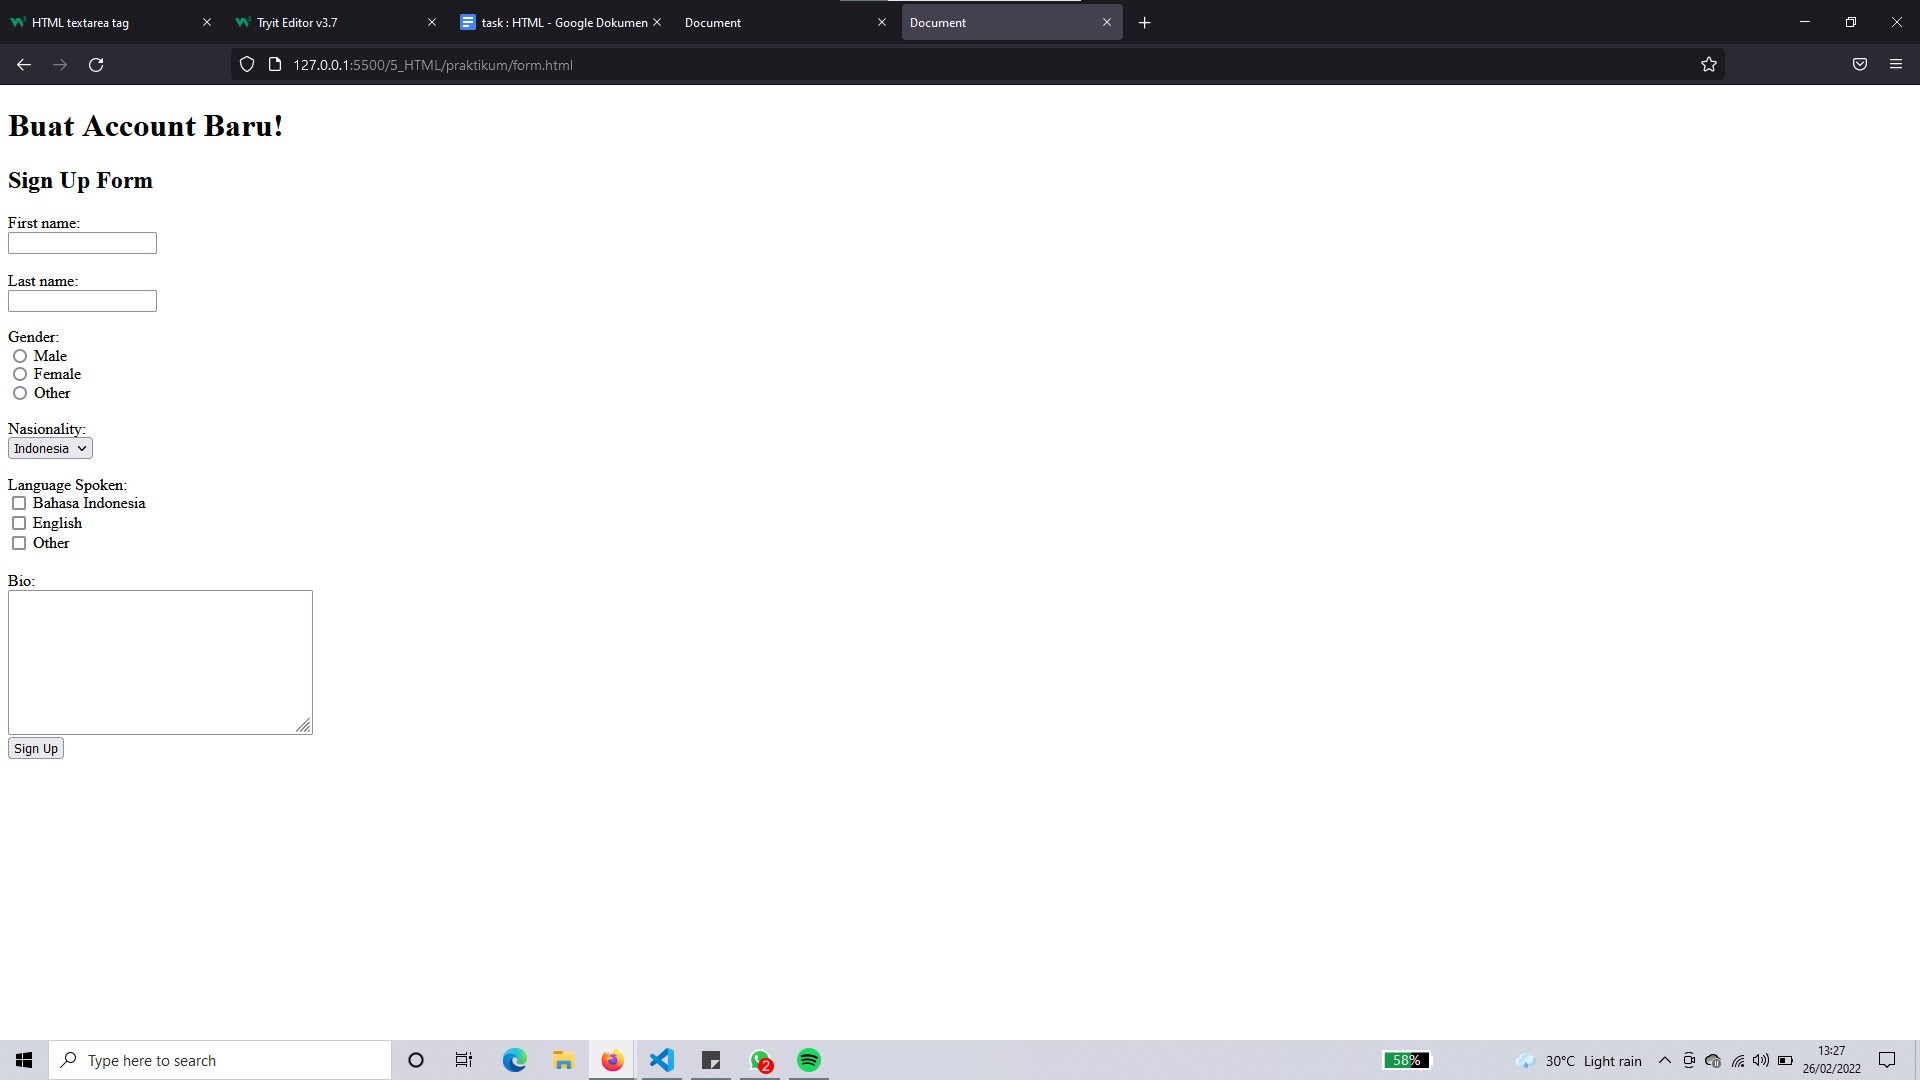 HTML textarea tag
Tryit Editor v3.7
task : HTML - Google Dokumen
Document
Document
127.0.0.1:5500/5_HTML/praktikum/form.html
Buat Account Baru!
Sign Up Form
First name:
Last name:
Gender:
Male
Female
Other
Nasionality:
Indonesia
Language Spoken:
Bahasa Indonesia
English
Other
Bio:
Sign Up
Type here to search
2
58%
30°C Light rain
13:27
26/02/2022